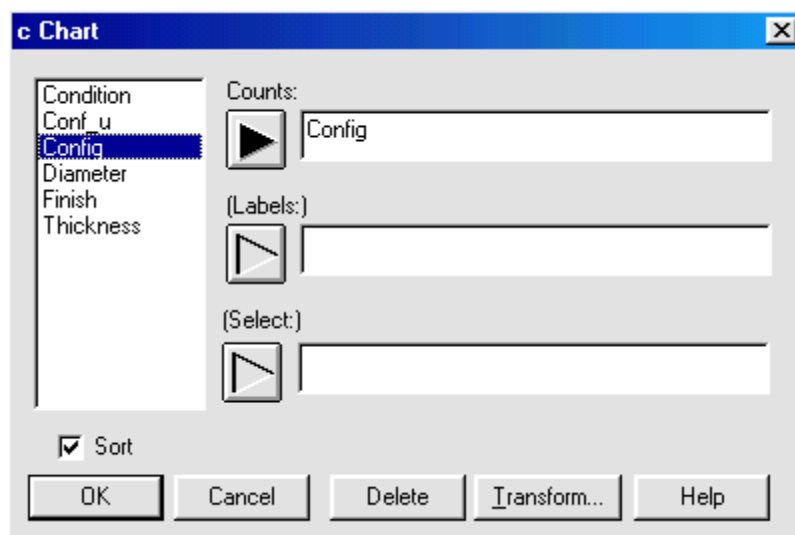 c Chart
Condition
Conf_u
Config
Diameter
Finish
Thickness
Counts:
Config
(Labels:)
(Select:)
Sort
OK Cancel Delete Transform... Help